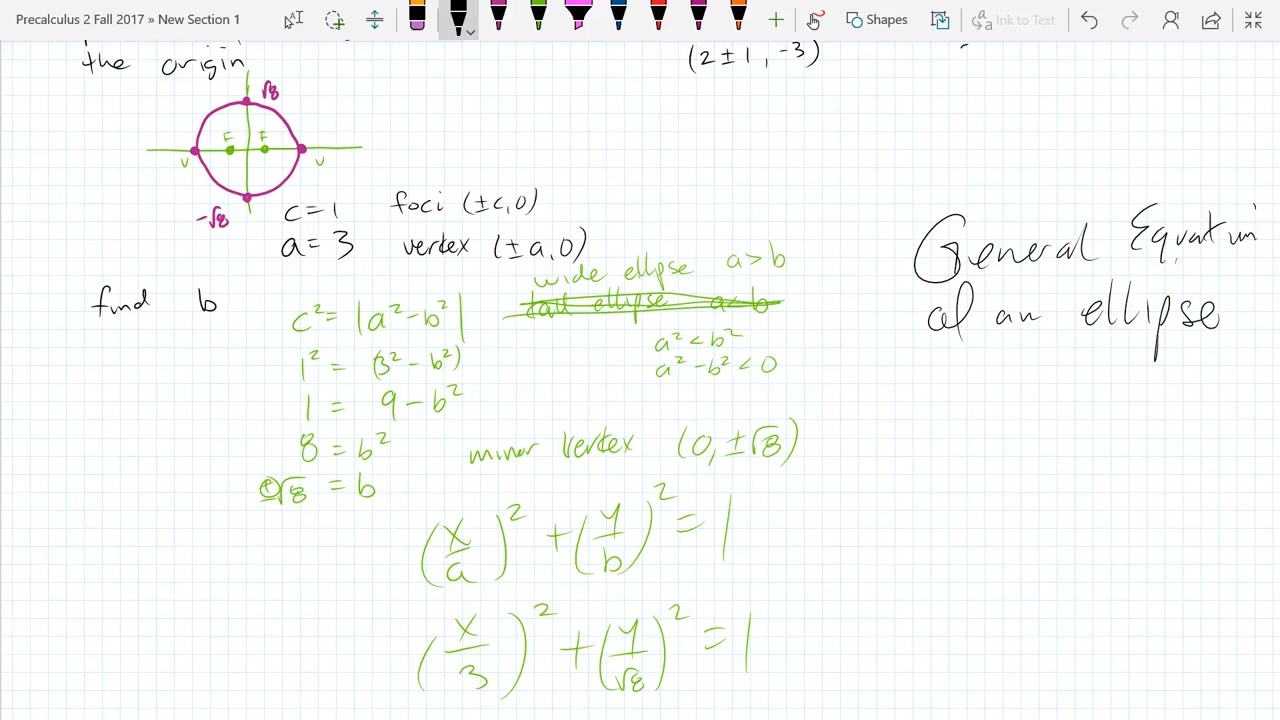 Precalculus 2 Fall 2017 » New Section 1
Shapes
Ink to Text
the origin
(2 ± 1, -3)
√8
F F
V V
-√8
c = 1 foci (±c, 0)
a = 3 vertex (±a, 0)
find b
c² = |a² - b²|
1² = (3² - b²)
1 = 9 - b²
8 = b²
±√8 = b
wide ellipse a > b
tall ellipse a < b
a² < b²
a² - b² < 0
minor vertex (0, ±√8)
(x/a)² + (y/b)² = 1
(x/3)² + (y/√8)² = 1
General Equation
of an ellipse